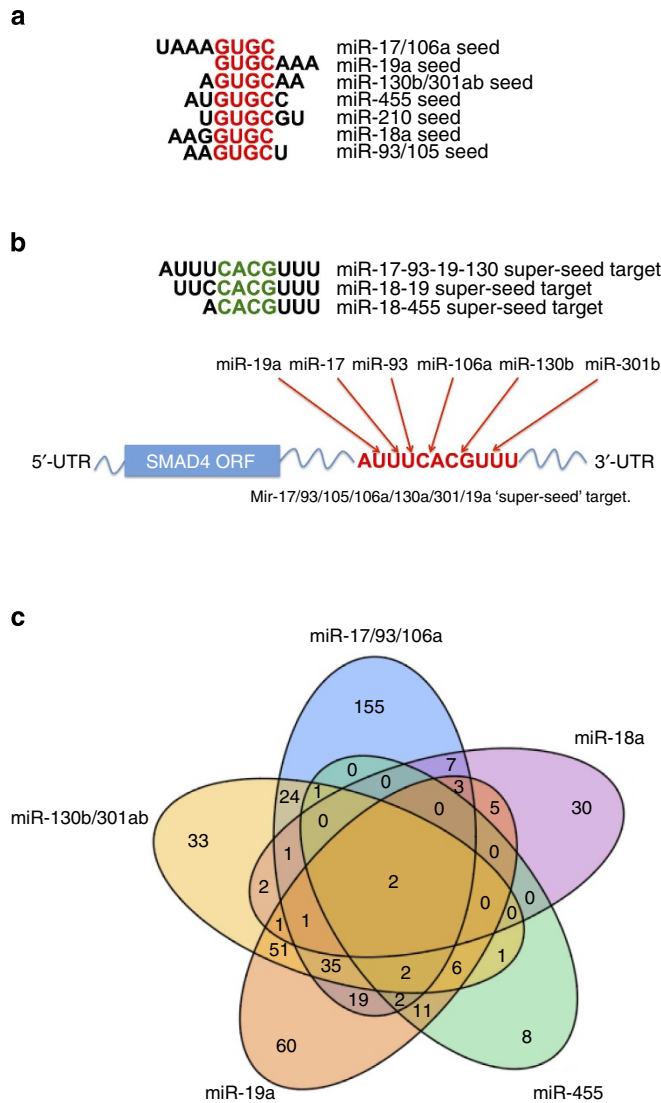 a
UAAAGUGC miR-17/106a seed
GUGCAAA miR-19a seed
AGUGCAA miR-130b/301ab seed
AUGUGCC miR-455 seed
UGUGCGU miR-210 seed
AAGGUGC miR-18a seed
AAGUGCU miR-93/105 seed
b
AUUUCACGUUU miR-17-93-19-130 super-seed target
UUCCACGUUU miR-18-19 super-seed target
ACACGUUU miR-18-455 super-seed target
miR-19a miR-17 miR-93 miR-106a miR-130b miR-301b
5′-UTR SMAD4 ORF AUUUCACGUUU 3′-UTR
Mir-17/93/105/106a/130a/301/19a ‘super-seed’ target.
c
miR-17/93/106a
155
miR-18a
7
0
0
3
24
1
0
5
30
miR-130b/301ab
33
0
1
0
2
2
0
0
0
1
1
51
35
2
6
1
19
2
11
60
8
miR-19a
miR-455